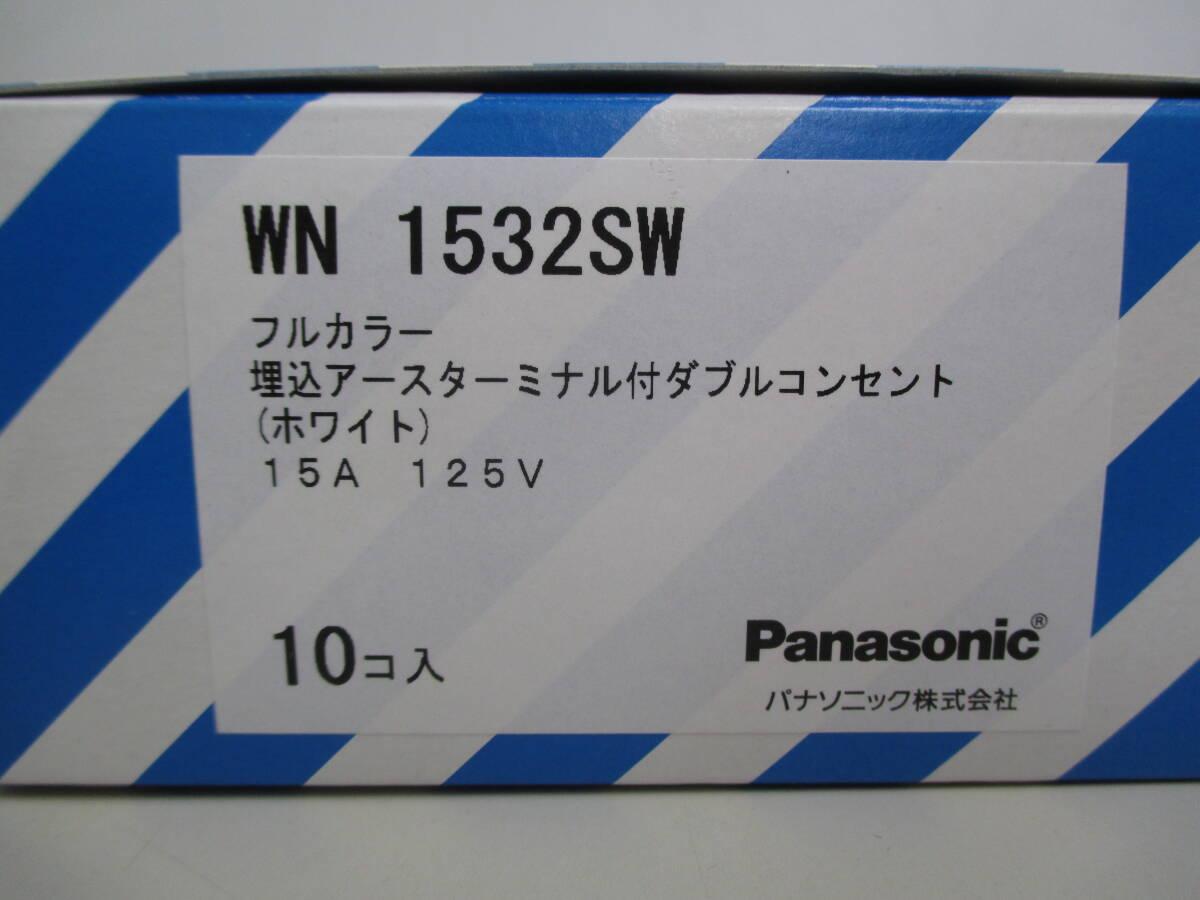 WN 1532SW
フルカラー
埋込アースターミナル付ダブルコンセント
(ホワイト)
15A 125V
10コ入
Panasonic®
パナソニック株式会社